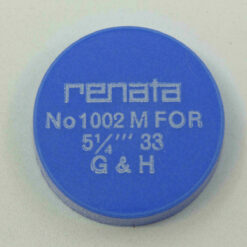 renata
No 1002 M FOR
5¼''' 33
G & H